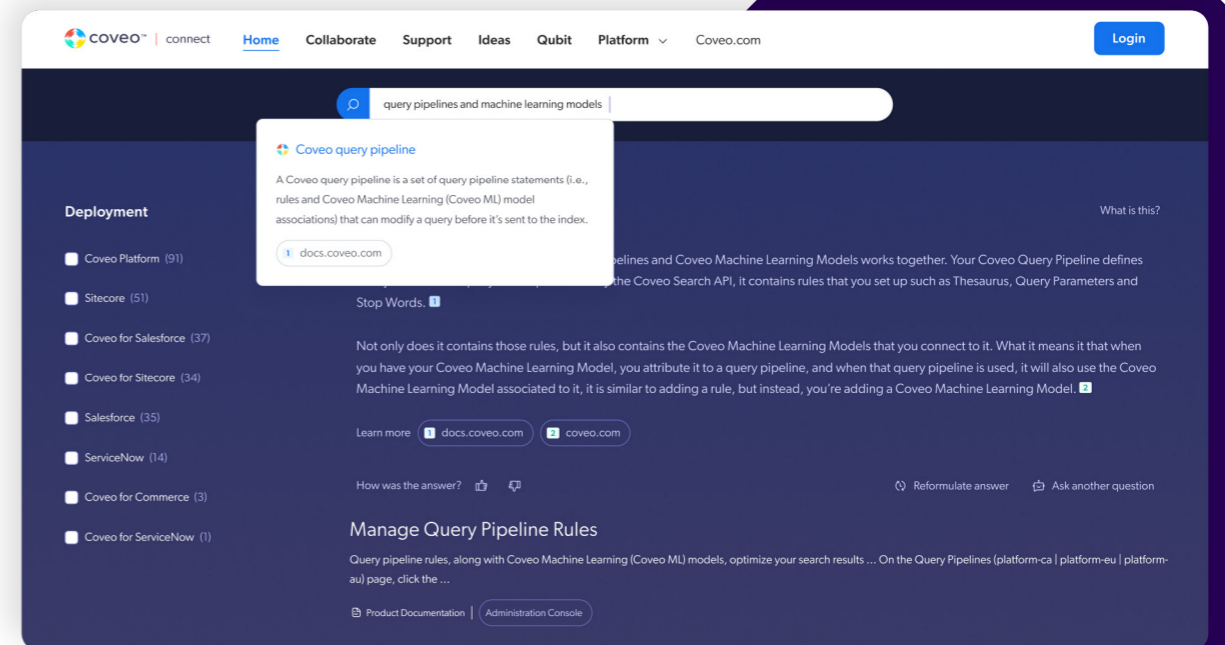 coveo™ | connect
Home
Collaborate
Support
Ideas
Qubit
Platform
Coveo.com
Login
query pipelines and machine learning models
Coveo query pipeline
A Coveo query pipeline is a set of query pipeline statements (i.e.,
rules and Coveo Machine Learning (Coveo ML) model
associations) that can modify a query before it's sent to the index.
1 docs.coveo.com
Deployment
Coveo Platform (91)
Sitecore (51)
Coveo for Salesforce (37)
Coveo for Sitecore (34)
Salesforce (35)
ServiceNow (14)
Coveo for Commerce (3)
Coveo for ServiceNow (1)
What is this?
and Coveo Machine Learning Models works together. Your Coveo Query Pipeline defines
the Coveo Search API, it contains rules that you set up such as Thesaurus, Query Parameters and
Stop Words. 1
Not only does it contains those rules, but it also contains the Coveo Machine Learning Models that you connect to it. What it means it that when
you have your Coveo Machine Learning Model, you attribute it to a query pipeline, and when that query pipeline is used, it will also use the Coveo
Machine Learning Model associated to it, it is similar to adding a rule, but instead, you're adding a Coveo Machine Learning Model. 2
Learn more 1 docs.coveo.com 2 coveo.com
How was the answer?
Reformulate answer
Ask another question
Manage Query Pipeline Rules
Query pipeline rules, along with Coveo Machine Learning (Coveo ML) models, optimize your search results ... On the Query Pipelines (platform-ca | platform-eu | platform-
au) page, click the ...
Product Documentation | Administration Console